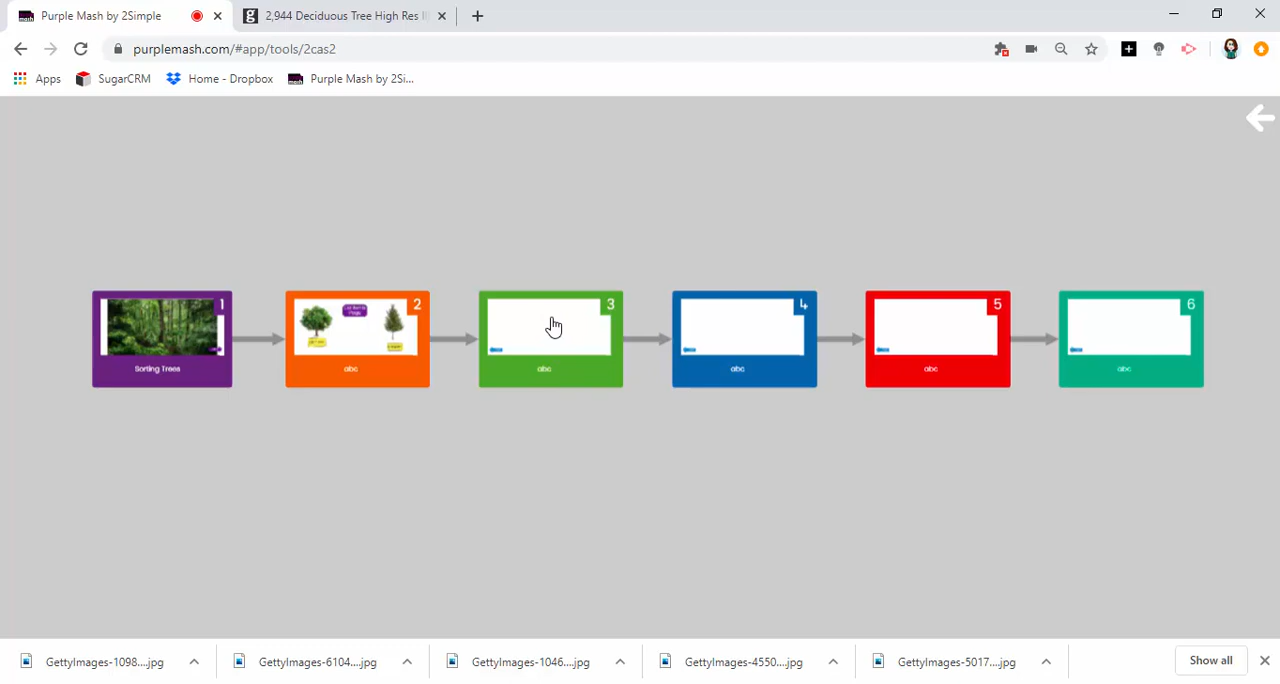 Purple Mash by 2Simple
2,944 Deciduous Tree High Res Ill
purplemash.com/#app/tools/2cas2
Apps
SugarCRM
Home - Dropbox
Purple Mash by 2Si...
1
Sorting Trees
2
abc
3
abc
4
abc
5
abc
6
abc
GettyImages-1098....jpg
GettyImages-6104....jpg
GettyImages-1046....jpg
GettyImages-4550....jpg
GettyImages-5017....jpg
Show all